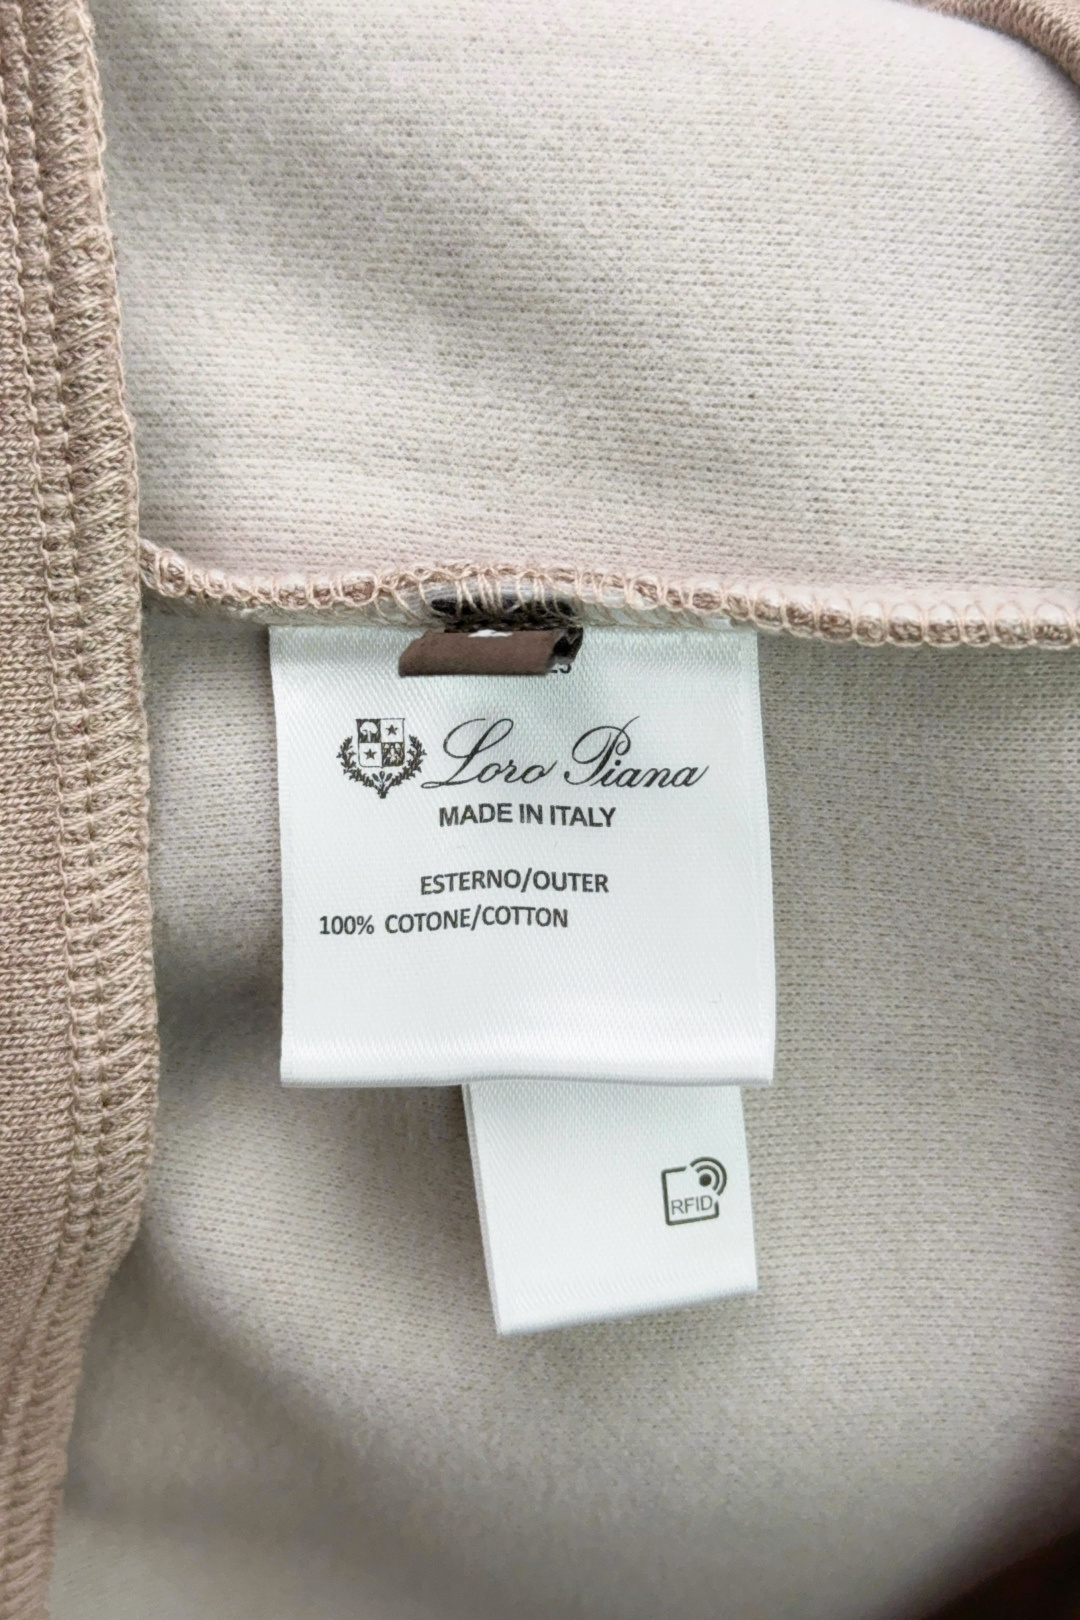 Loro Piana
MADE IN ITALY
ESTERNO/OUTER
100% COTONE/COTTON
RFID